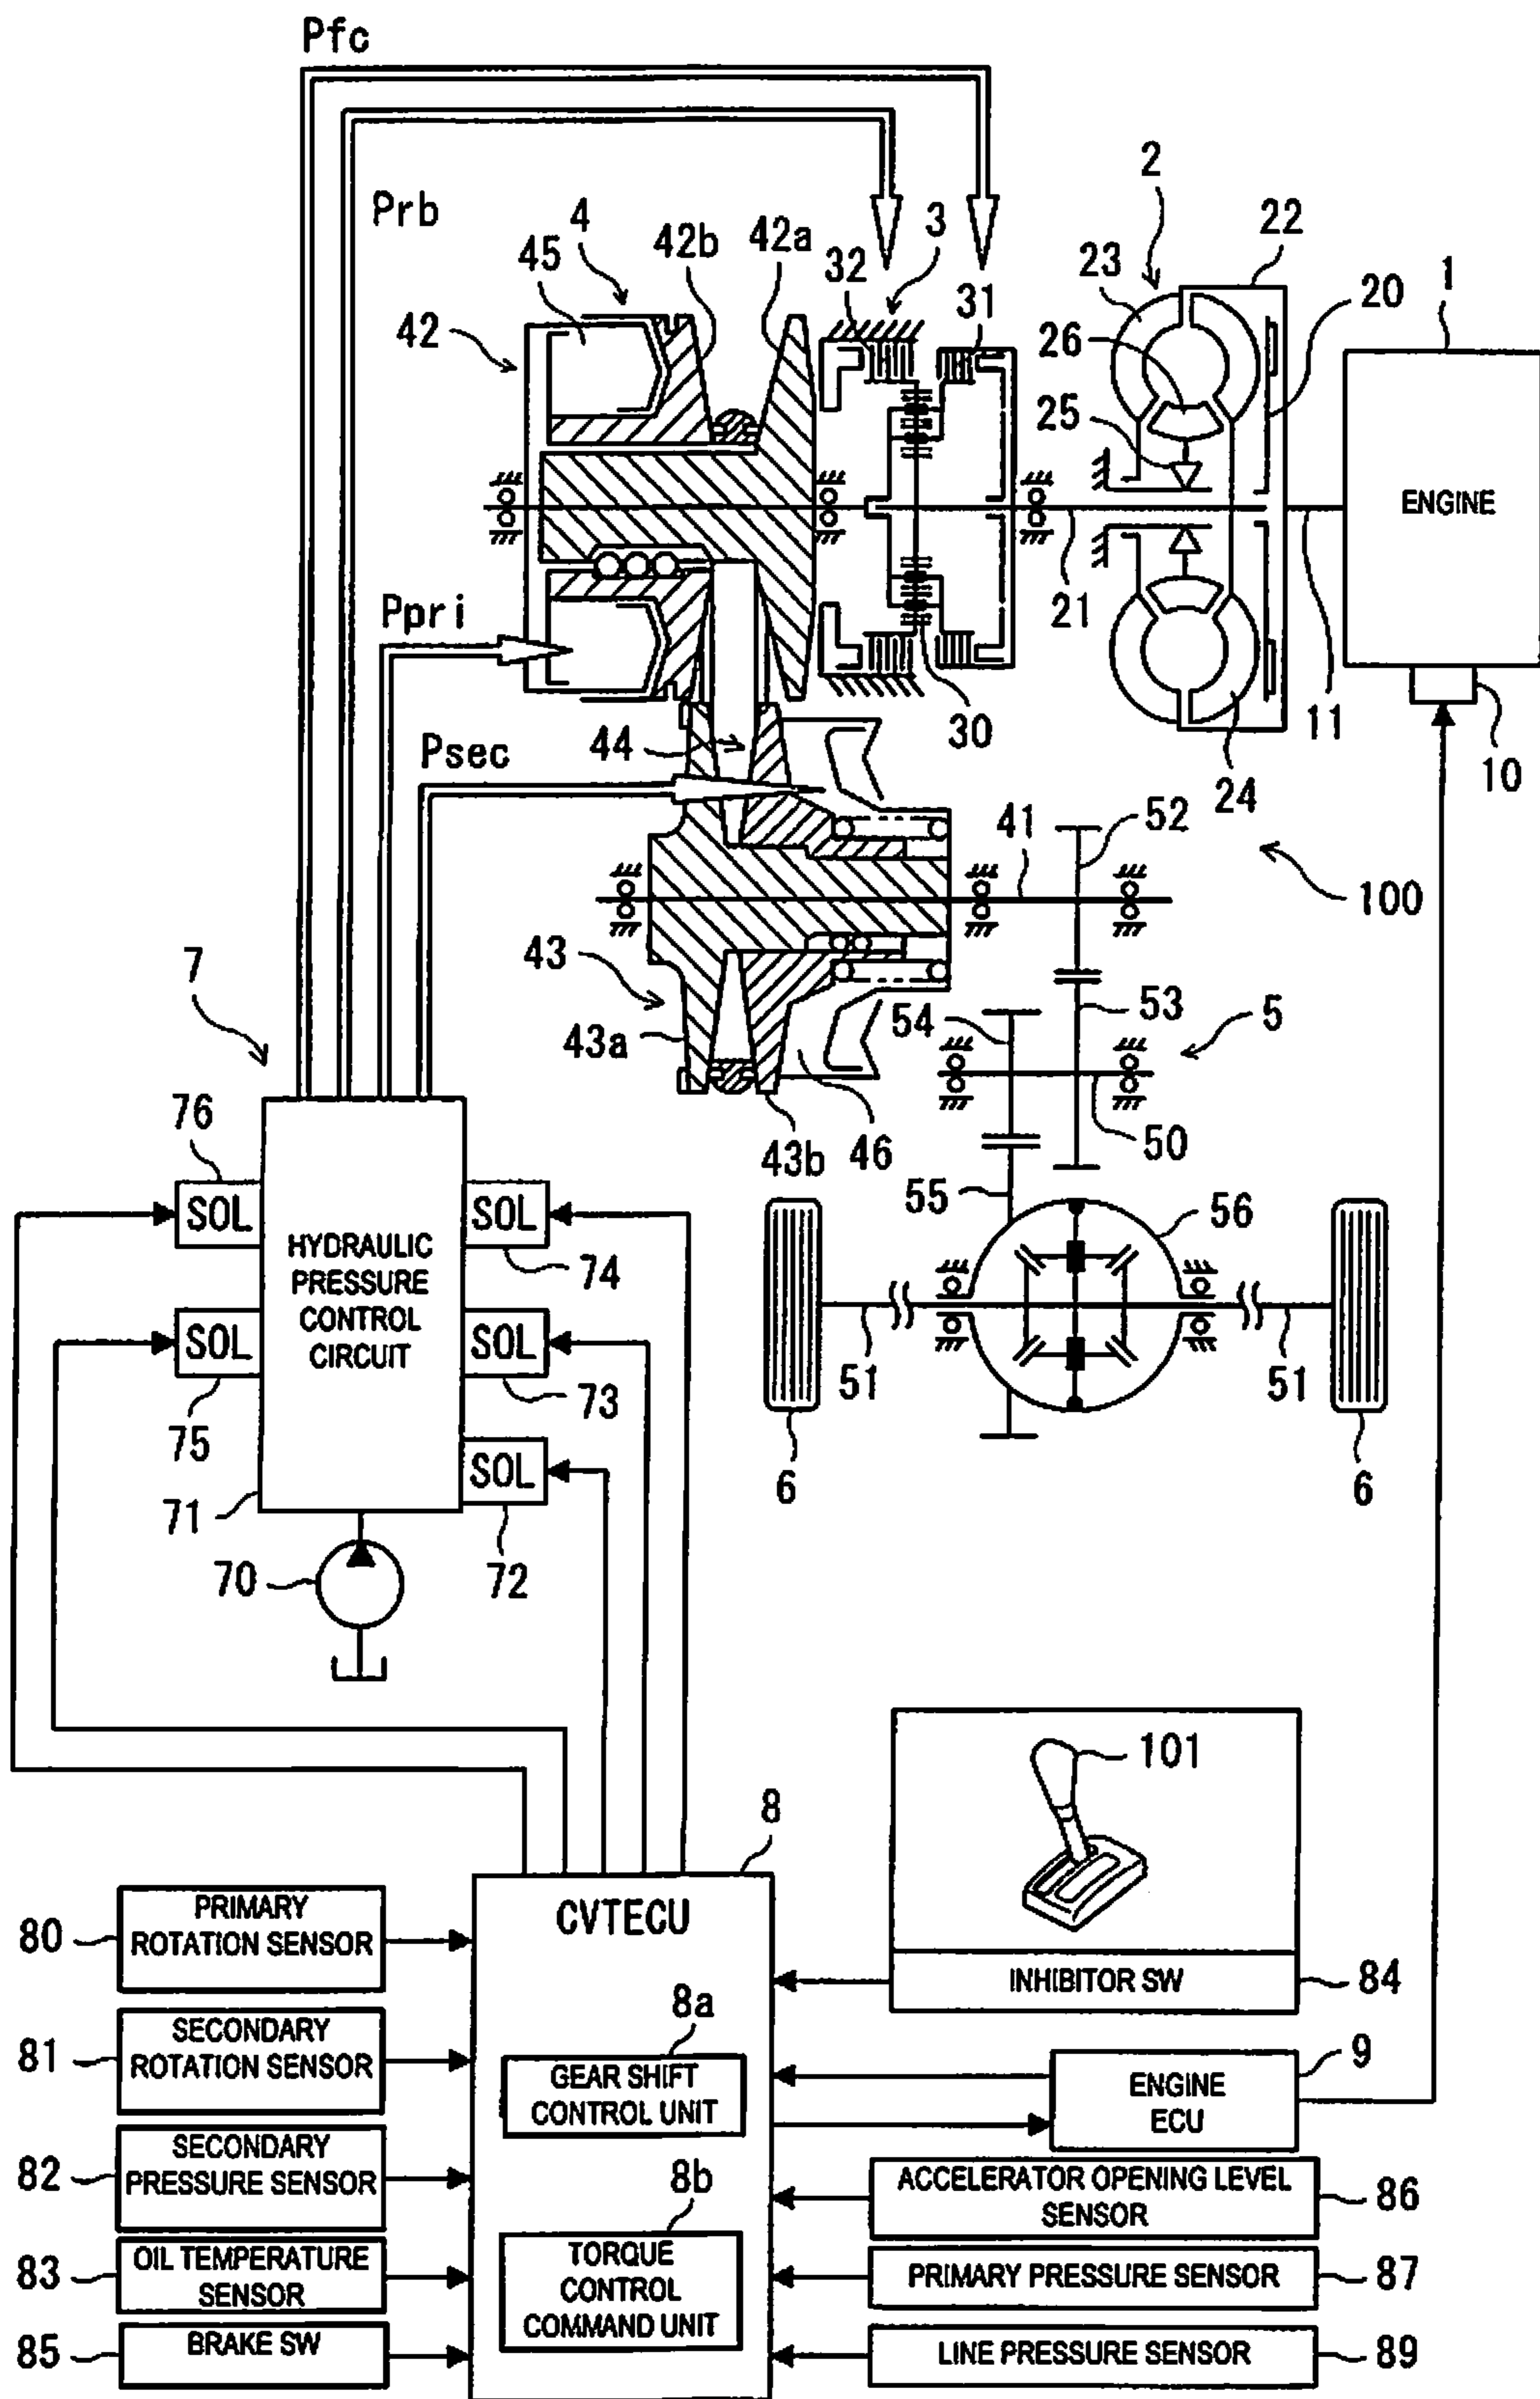 Pfc
Prb
4
42b
42a
32
3
31
2
22
23
20
1
45
42
26
25
ENGINE
Ppri
21
30
11
10
24
44
Psec
52
41
100
7
43
43a
54
53
5
76
43b
46
50
SOL
SOL
HYDRAULIC
PRESSURE
CONTROL
CIRCUIT
74
55
56
SOL
SOL
75
73
51
51
SOL
71
72
6
6
70
101
8
CVTECU
80
PRIMARY
ROTATION SENSOR
INHIBITOR SW
84
81
SECONDARY
ROTATION SENSOR
8a
GEAR SHIFT
CONTROL UNIT
9
ENGINE
ECU
82
SECONDARY
PRESSURE SENSOR
8b
ACCELERATOR OPENING LEVEL
SENSOR
86
83
OIL TEMPERATURE
SENSOR
TORQUE
CONTROL
COMMAND UNIT
PRIMARY PRESSURE SENSOR
87
85
BRAKE SW
LINE PRESSURE SENSOR
89